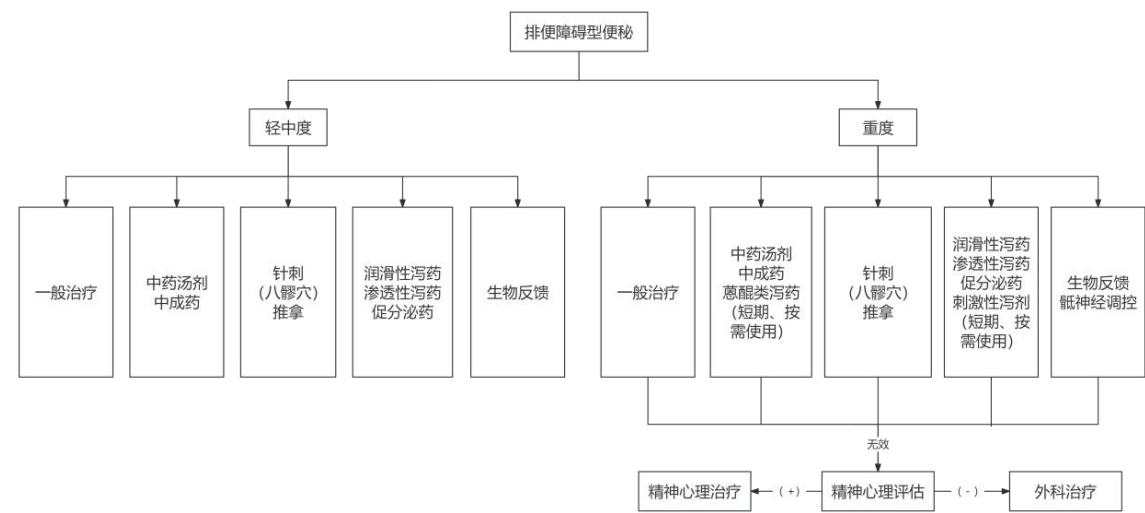 排便障碍型便秘
轻中度
重度
一般治疗
中药汤剂
中成药
针刺
（八髎穴）
推拿
润滑性泻药
渗透性泻药
促分泌药
生物反馈
一般治疗
中药汤剂
中成药
蒽醌类泻药
（短期、按
需使用）
针刺
（八髎穴）
推拿
润滑性泻药
渗透性泻药
促分泌药
刺激性泻剂
（短期、按
需使用）
生物反馈
骶神经调控
无效
精神心理治疗
（+）
精神心理评估
（-）
外科治疗